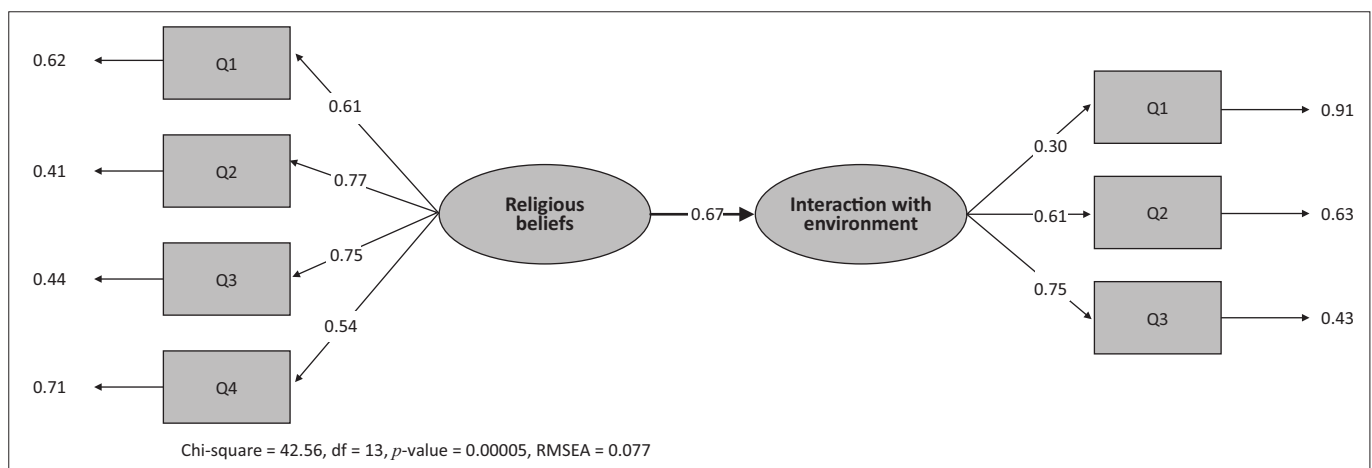 0.62
Q1
0.61
0.41
Q2
0.77
0.44
Q3
0.75
0.71
Q4
0.54
Religious
beliefs
0.67
Interaction with
environment
0.30
Q1
0.91
0.61
Q2
0.63
0.75
Q3
0.43
Chi-square = 42.56, df = 13, p-value = 0.00005, RMSEA = 0.077